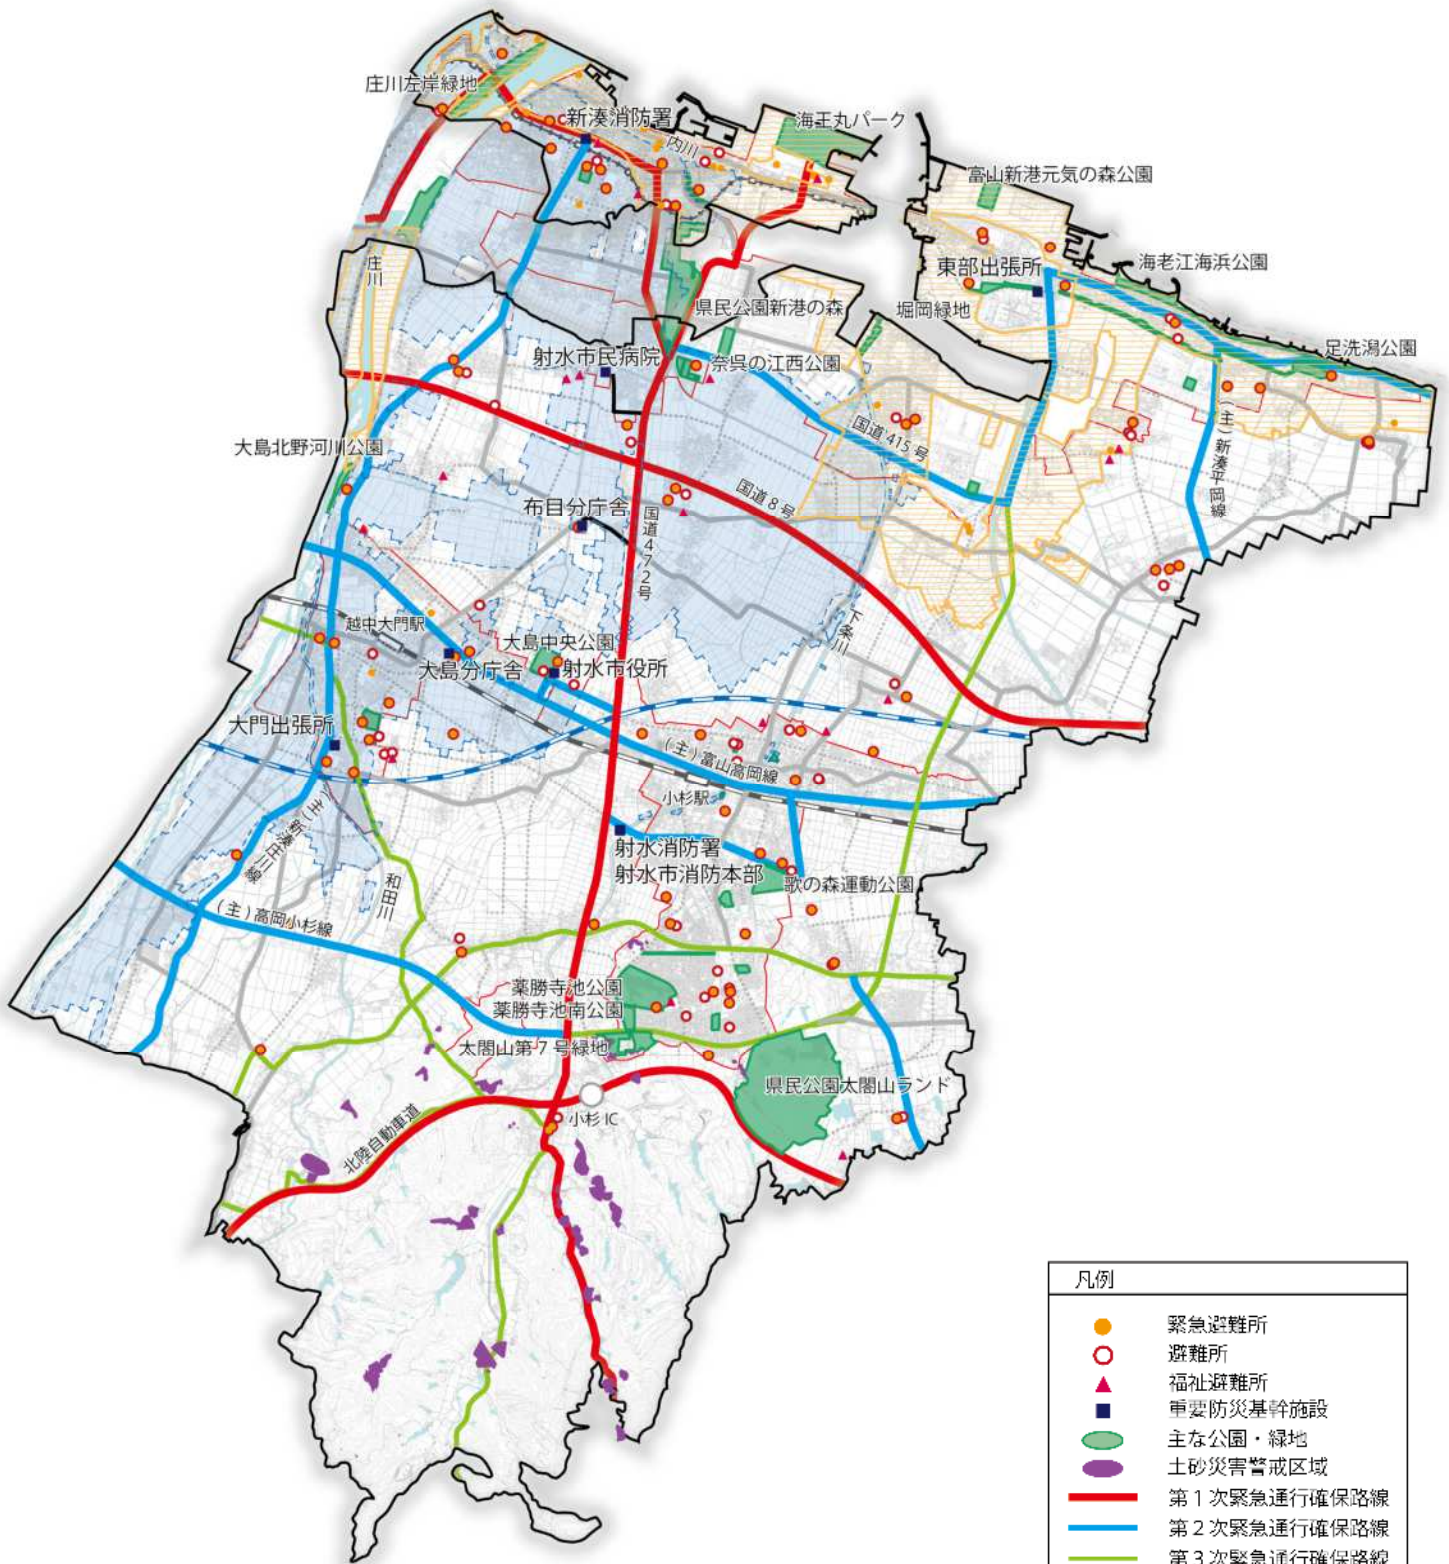 庄川左岸緑地
新湊消防署
内川
海王丸パーク
富山新港元気の森公園
東部出張所
海老江海浜公園
庄川
県民公園新港の森
堀岡緑地
足洗潟公園
射水市民病院
奈呉の江西公園
国道415号
(主)新湊平岡線
大島北野河川公園
国道8号
布目分庁舎
国道472号
下条川
越中大門駅
大島中央公園
大島分庁舎
射水市役所
大門出張所
(主)富山高岡線
小杉駅
(主)新湊庄川線
射水消防署
射水市消防本部
歌の森運動公園
和田川
(主)高岡小杉線
薬勝寺池公園
薬勝寺池南公園
太閤山第7号緑地
県民公園太閤山ランド
小杉IC
北陸自動車道
凡例
緊急避難所
避難所
福祉避難所
重要防災基幹施設
主な公園・緑地
土砂災害警戒区域
第1次緊急通行確保路線
第2次緊急通行確保路線
第3次緊急通行確保路線